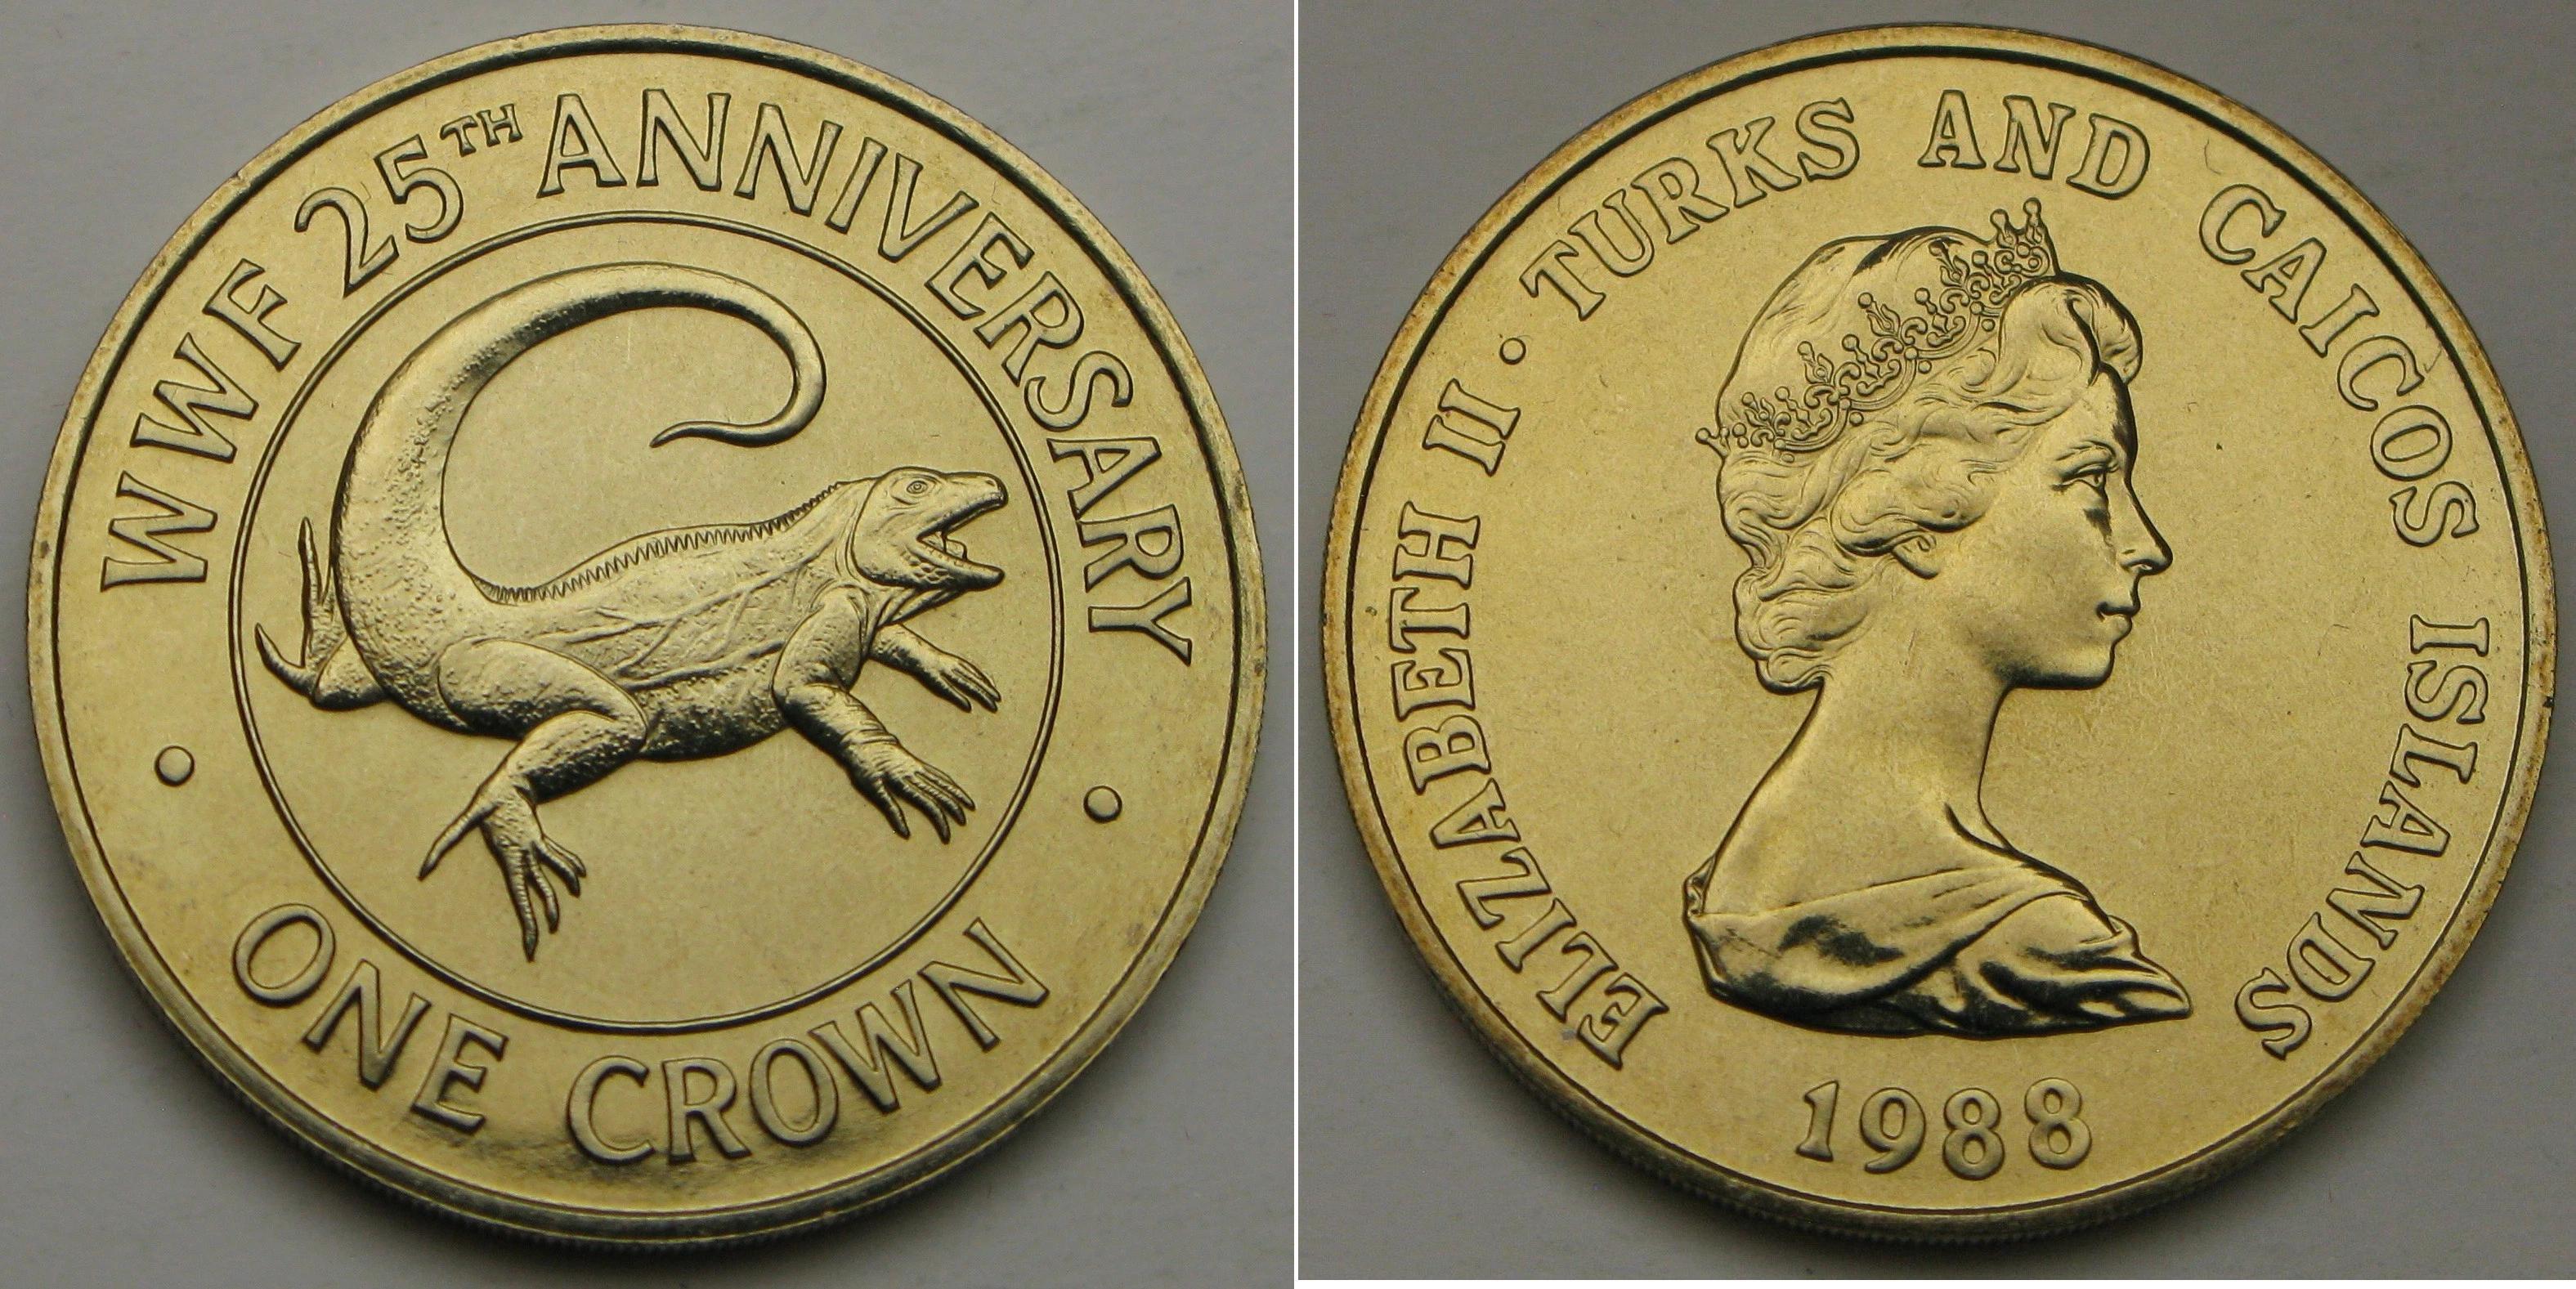 WWF 25TH ANNIVERSARY
• ONE CROWN •
ELIZABETH II • TURKS AND CAICOS ISLANDS
1988